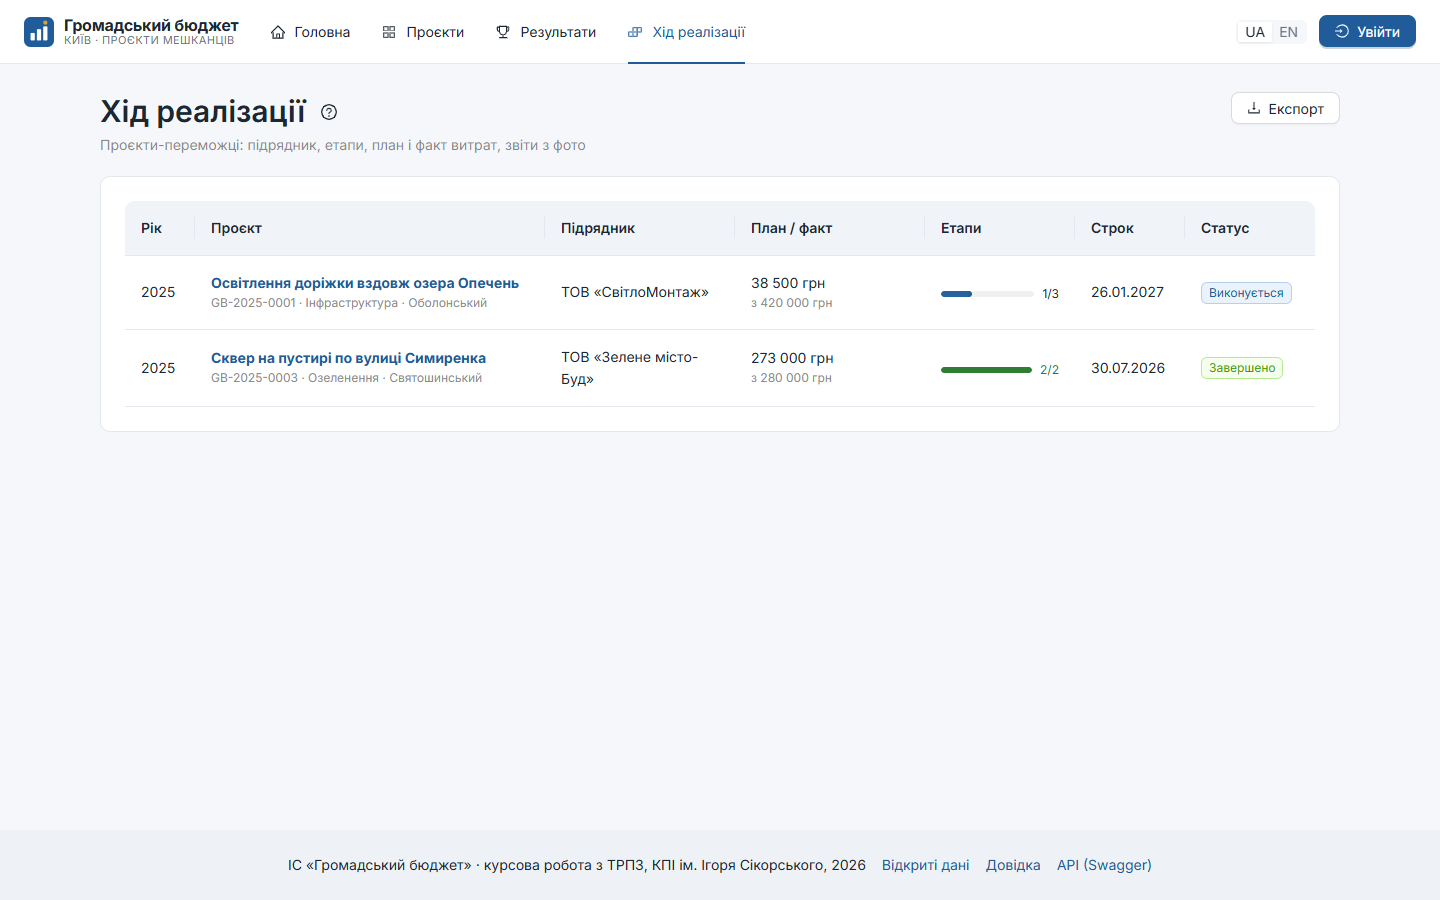 Громадський бюджет
КИЇВ · ПРОЄКТИ МЕШКАНЦІВ
Головна
Проєкти
Результати
Хід реалізації
UA EN
Увійти
Хід реалізації
Експорт
Проєкти-переможці: підрядник, етапи, план і факт витрат, звіти з фото
Рік Проєкт Підрядник План / факт Етапи Строк Статус
2025
Освітлення доріжки вздовж озера Опечень
GB-2025-0001 · Інфраструктура · Оболонський
ТОВ «СвітлоМонтаж»
38 500 грн
з 420 000 грн
1/3
26.01.2027
Виконується
2025
Сквер на пустирі по вулиці Симиренка
GB-2025-0003 · Озеленення · Святошинський
ТОВ «Зелене місто-
Буд»
273 000 грн
з 280 000 грн
2/2
30.07.2026
Завершено
ІС «Громадський бюджет» · курсова робота з ТРПЗ, КПІ ім. Ігоря Сікорського, 2026 Відкриті дані Довідка API (Swagger)